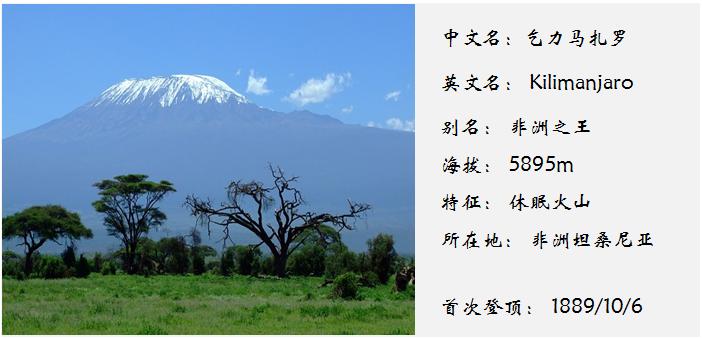 中文名：乞力马扎罗
英文名： Kilimanjaro
别名： 非洲之王
海拔： 5895m
特征： 休眠火山
所在地： 非洲坦桑尼亚
首次登顶： 1889/10/6